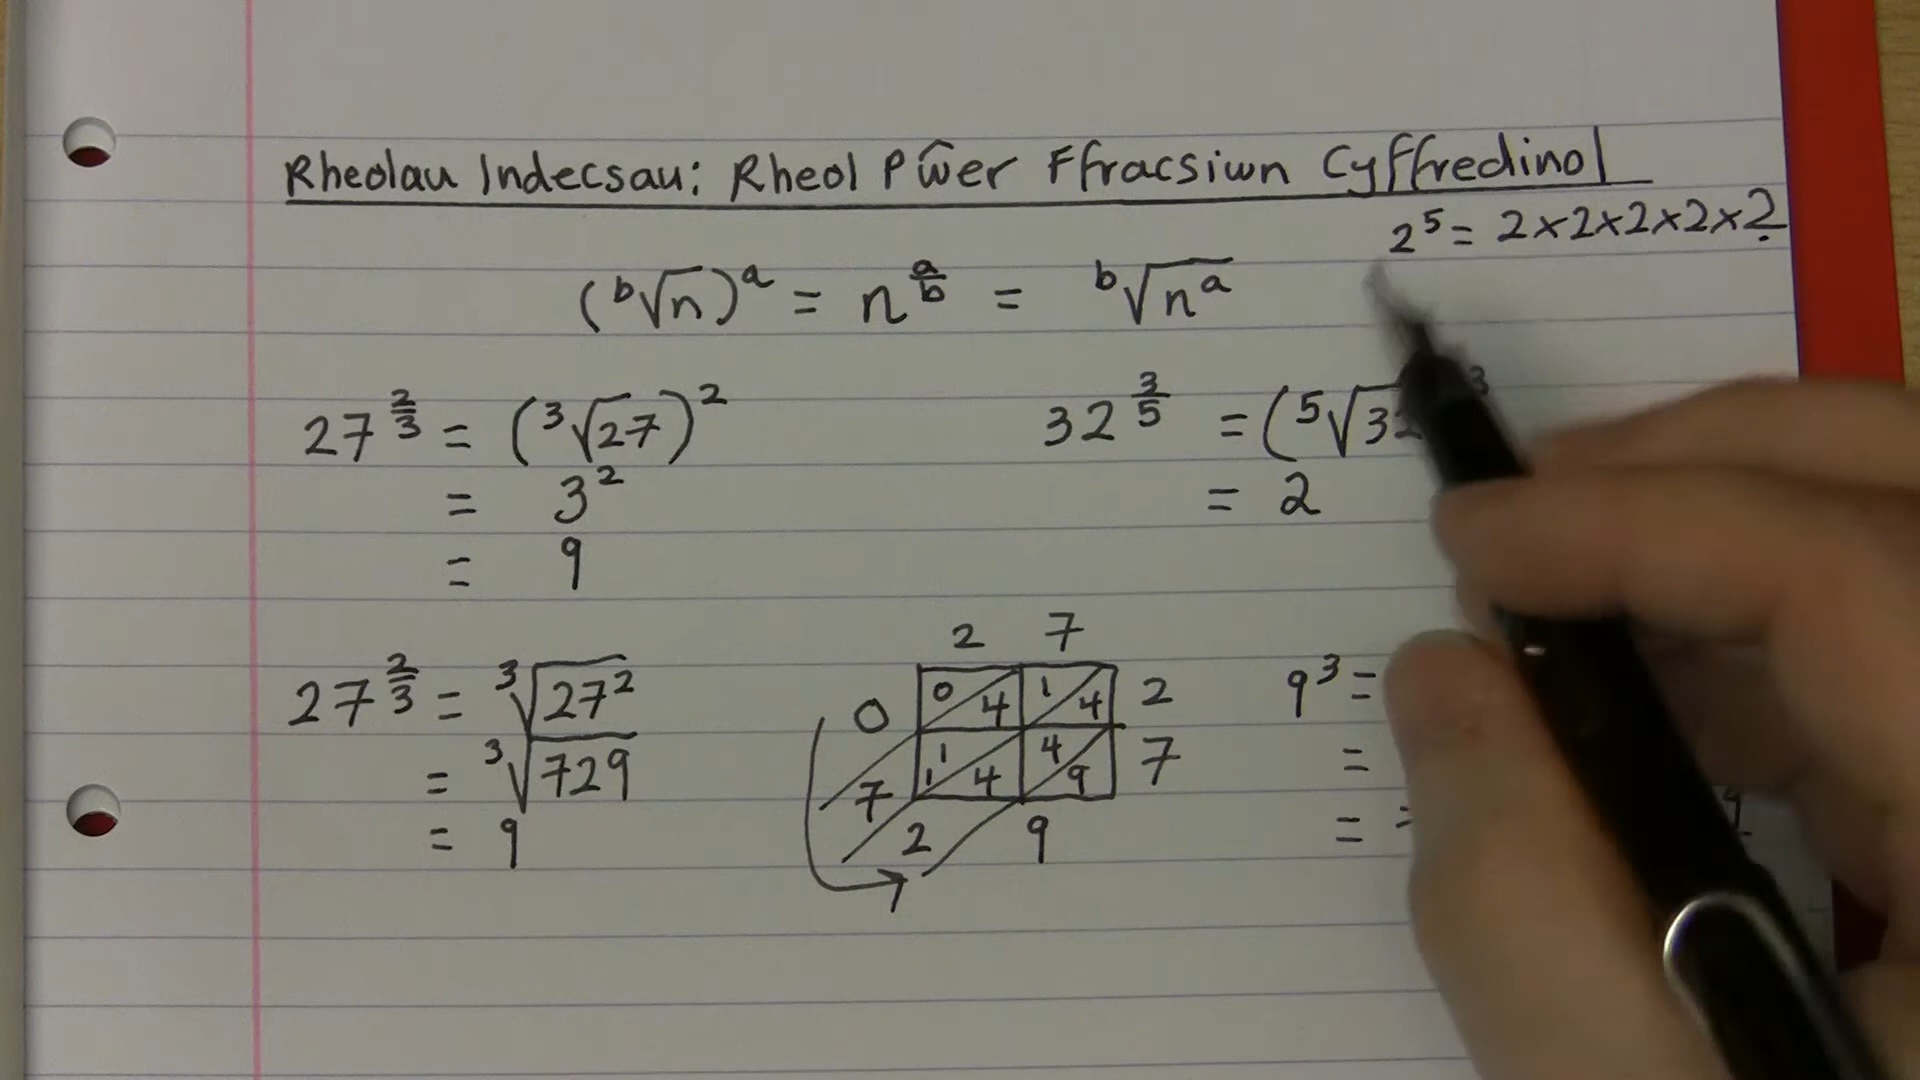 Rheolau Indecsau: Rheol Pŵer Ffracsiwn Cyffredinol
2⁵ = 2×2×2×2×2
(ᵇ√n)ᵃ = n^(a/b) = ᵇ√nᵃ
27^(2/3) = (³√27)²
= 3²
= 9
32^(3/5) = (⁵√32)³
= 2
27^(2/3) = ³√27²
= ³√729
= 9
2 7
0 0 4 1 4 2
1 1 4 4 9 7
7 2 9
9³ =
=
=